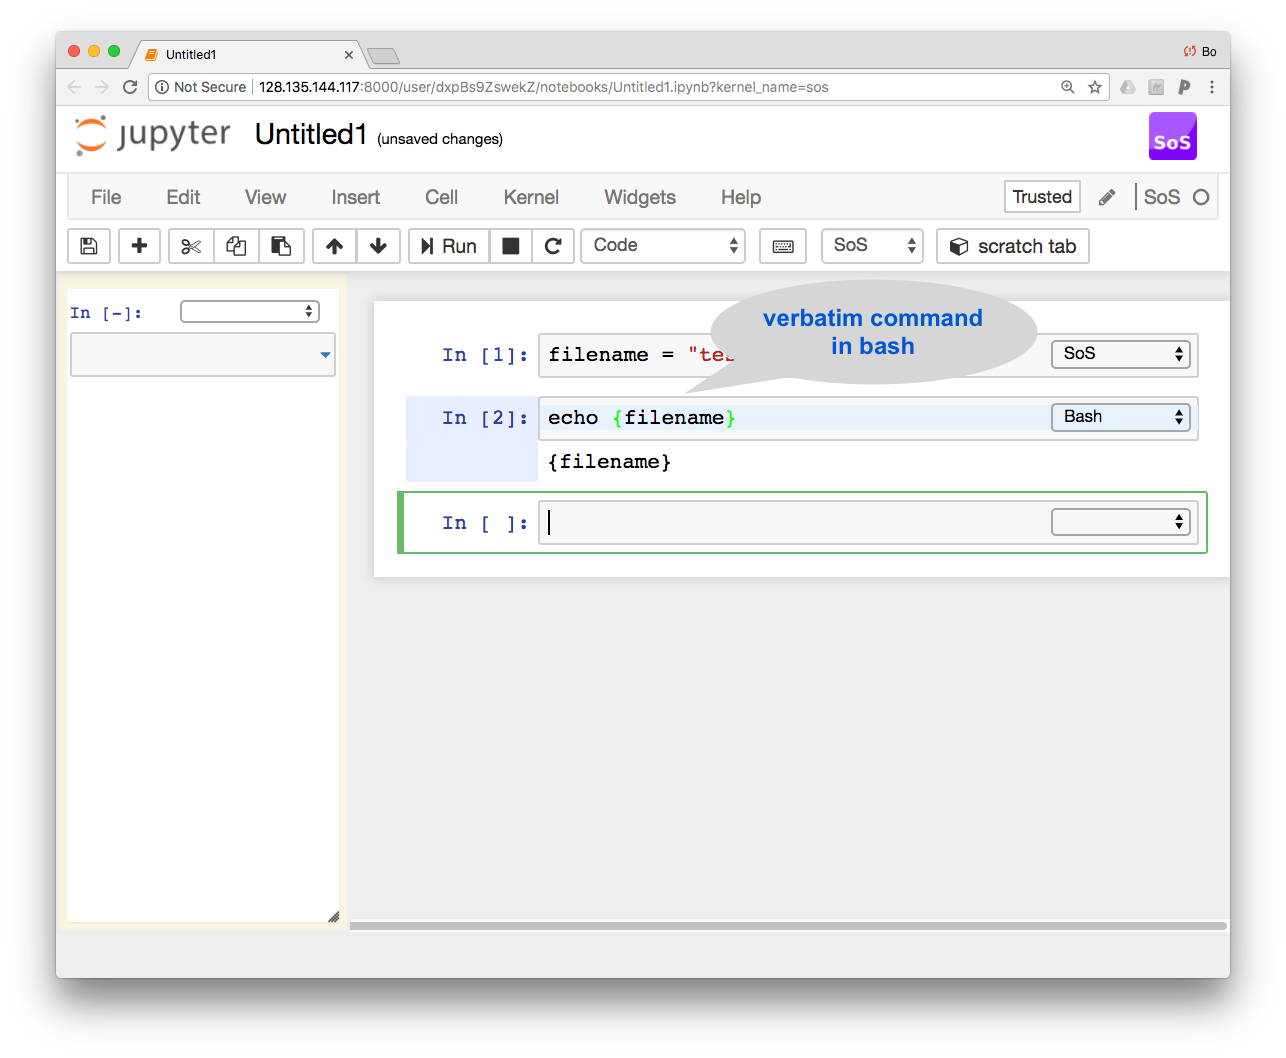 Untitled1
Bo
Not Secure 128.135.144.117:8000/user/dxpBs9ZswekZ/notebooks/Untitled1.ipynb?kernel_name=sos
jupyter Untitled1 (unsaved changes)
SoS
File Edit View Insert Cell Kernel Widgets Help Trusted SoS
Run Code SoS scratch tab
In [-]:
verbatim command
in bash
In [1]: filename = "tes SoS
In [2]: echo {filename} Bash
{filename}
In [ ]: